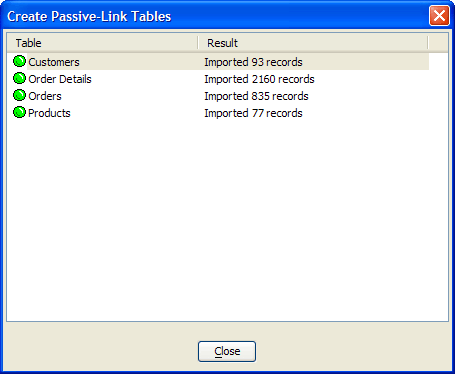 Create Passive-Link Tables
Table Result
Customers Imported 93 records
Order Details Imported 2160 records
Orders Imported 835 records
Products Imported 77 records
Close